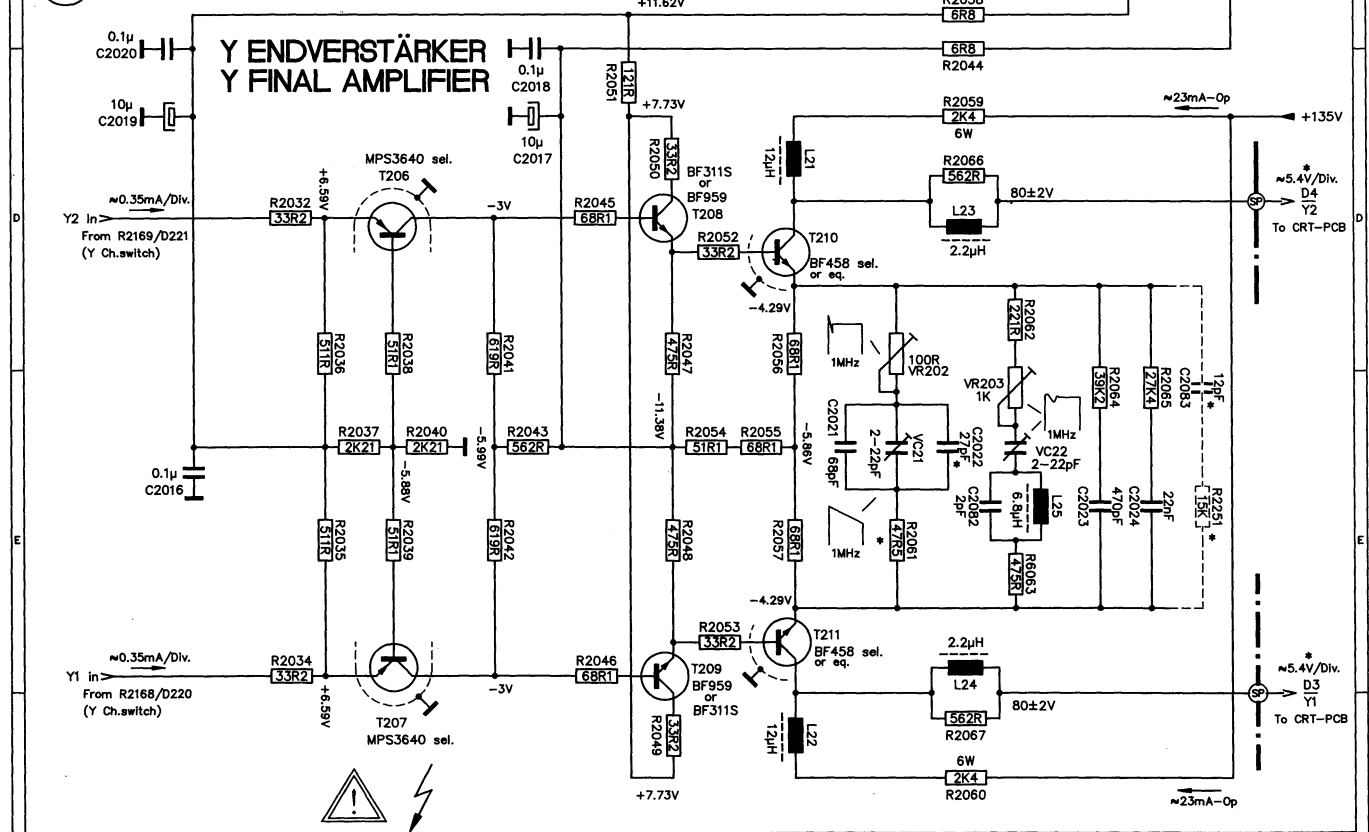 +11.62V
R2038
6R8
0.1µ
C2020
Y ENDVERSTÄRKER
Y FINAL AMPLIFIER
0.1µ
C2018
121R
R2051
6R8
R2044
10µ
C2019
10µ
C2017
+7.73V
R2059
2K4
6W
≈23mA-Op
+135V
MPS3640 sel.
T206
33R2
R2050
BF311S
or
BF959
T208
12µH
L21
R2066
562R
L23
2.2µH
80±2V
SP
*
≈5.4V/Div.
D4
Y2
To CRT-PCB
D
D
≈0.35mA/Div.
Y2 in
From R2169/D221
(Y Ch.switch)
R2032
33R2
+6.59V
-3V
R2045
68R1
R2052
33R2
T210
BF458 sel.
or eq.
-4.29V
R2036
511R
R2038
51R1
R2041
619R
R2047
475R
R2056
68R1
1MHz
100R
VR202
R2062
221R
VR203
1K
1MHz
R2064
39K2
R2065
27K4
C2083
12pF
*
R2037
2K21
R2040
2K21
-5.88V
-5.99V
R2043
562R
-11.38V
R2054
51R1
R2055
68R1
-5.86V
C2021
68pF
2-22pF
VC21
C2022
27pF
*
VC22
2-22pF
C2082
2pF
6.8µH
L25
C2023
470pF
C2024
22nF
R2251
15K
*
0.1µ
C2016
R2035
511R
R2039
51R1
R2042
619R
R2048
475R
R2057
68R1
1MHz
*
R2061
47R5
R6063
475R
E
E
-4.29V
≈0.35mA/Div.
Y1 in
From R2168/D220
(Y Ch.switch)
R2034
33R2
+6.59V
T207
MPS3640 sel.
-3V
R2046
68R1
R2053
33R2
T209
BF959
or
BF311S
33R2
R2049
+7.73V
T211
BF458 sel.
or eq.
12µH
L22
2.2µH
L24
562R
R2067
80±2V
SP
*
≈5.4V/Div.
D3
Y1
To CRT-PCB
6W
2K4
R2060
≈23mA-Op
!